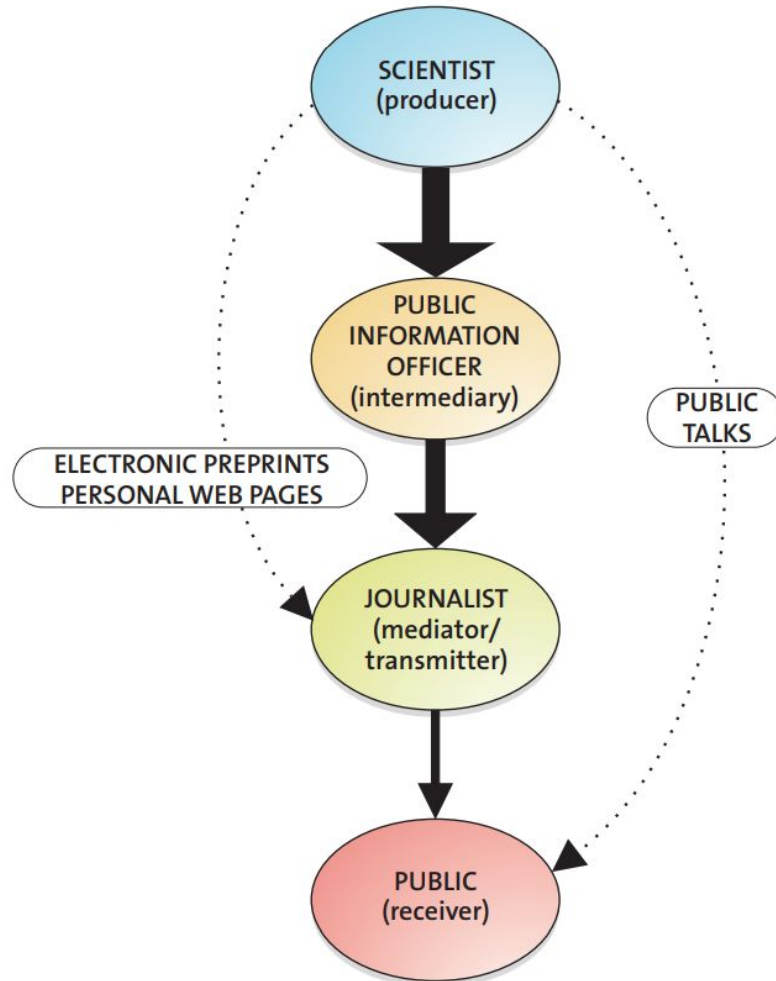 SCIENTIST
(producer)
PUBLIC
INFORMATION
OFFICER
(intermediary)
PUBLIC
TALKS
ELECTRONIC PREPRINTS
PERSONAL WEB PAGES
JOURNALIST
(mediator/
transmitter)
PUBLIC
(receiver)